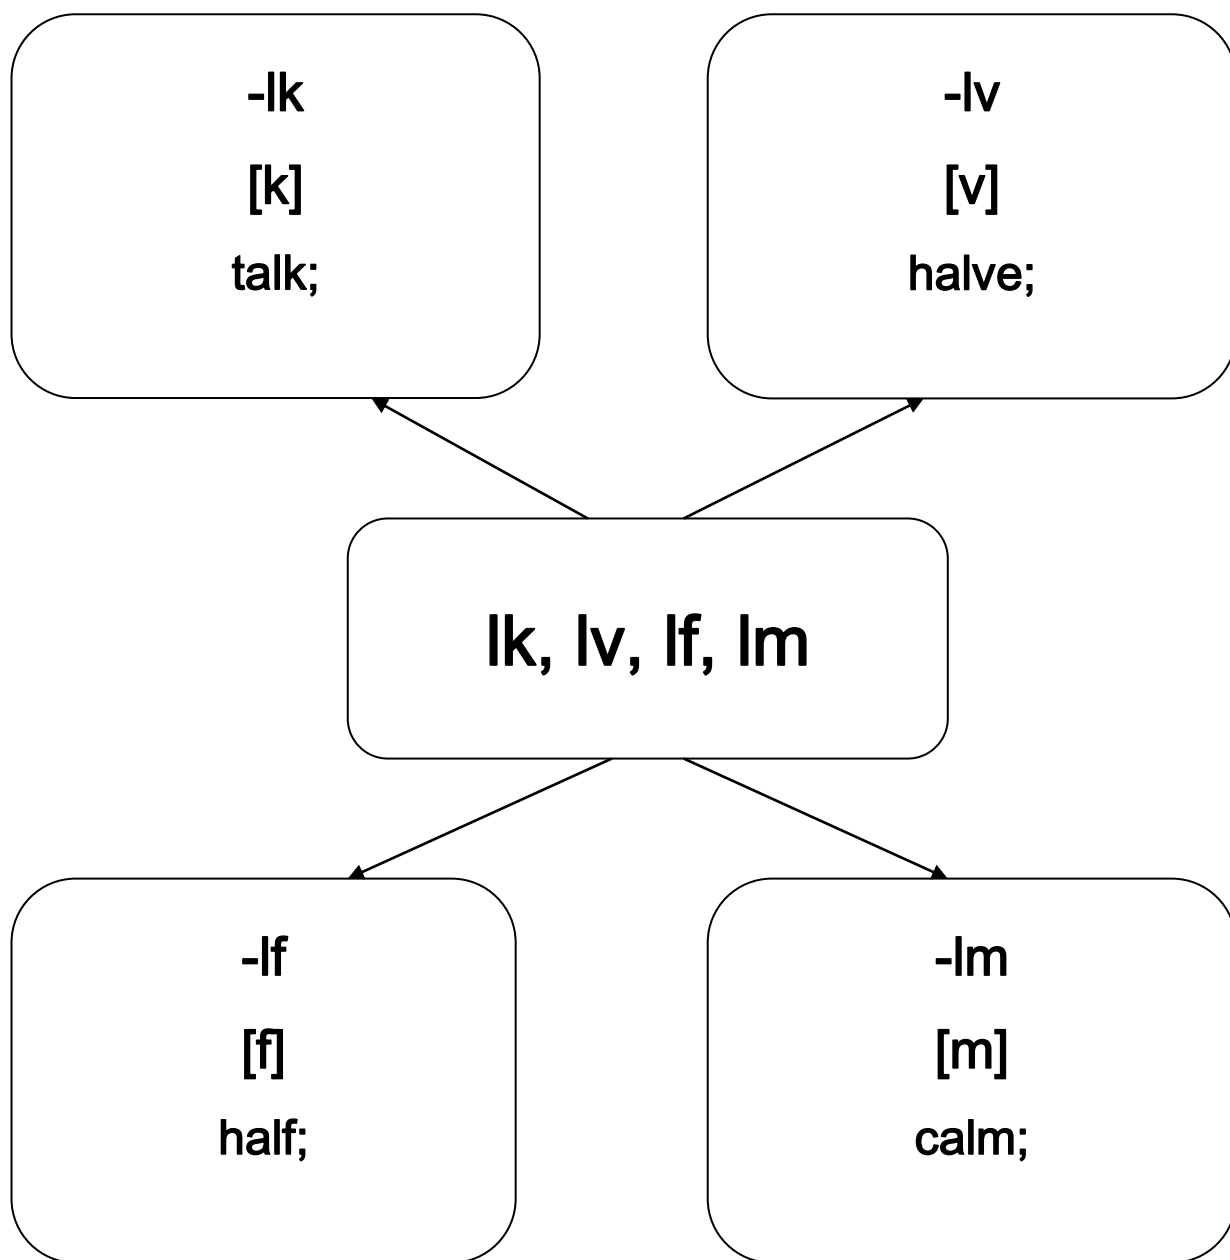 -lk
[k]
talk;
-lv
[v]
halve;
lk, lv, lf, lm
-lf
[f]
half;
-lm
[m]
calm;